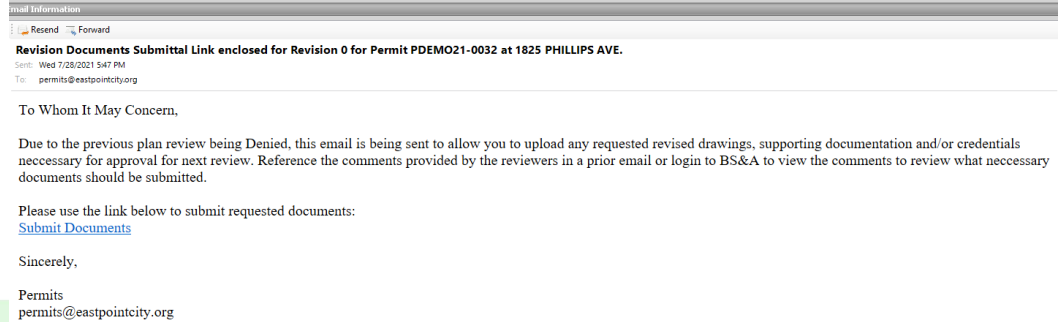 mail Information
Resend Forward
Revision Documents Submittal Link enclosed for Revision 0 for Permit PDEMO21-0032 at 1825 PHILLIPS AVE.
Sent: Wed 7/28/2021 5:47 PM
To: permits@eastpointcity.org
To Whom It May Concern,
Due to the previous plan review being Denied, this email is being sent to allow you to upload any requested revised drawings, supporting documentation and/or credentials
neccessary for approval for next review. Reference the comments provided by the reviewers in a prior email or login to BS&A to view the comments to review what neccessary
documents should be submitted.
Please use the link below to submit requested documents:
Submit Documents
Sincerely,
Permits
permits@eastpointcity.org